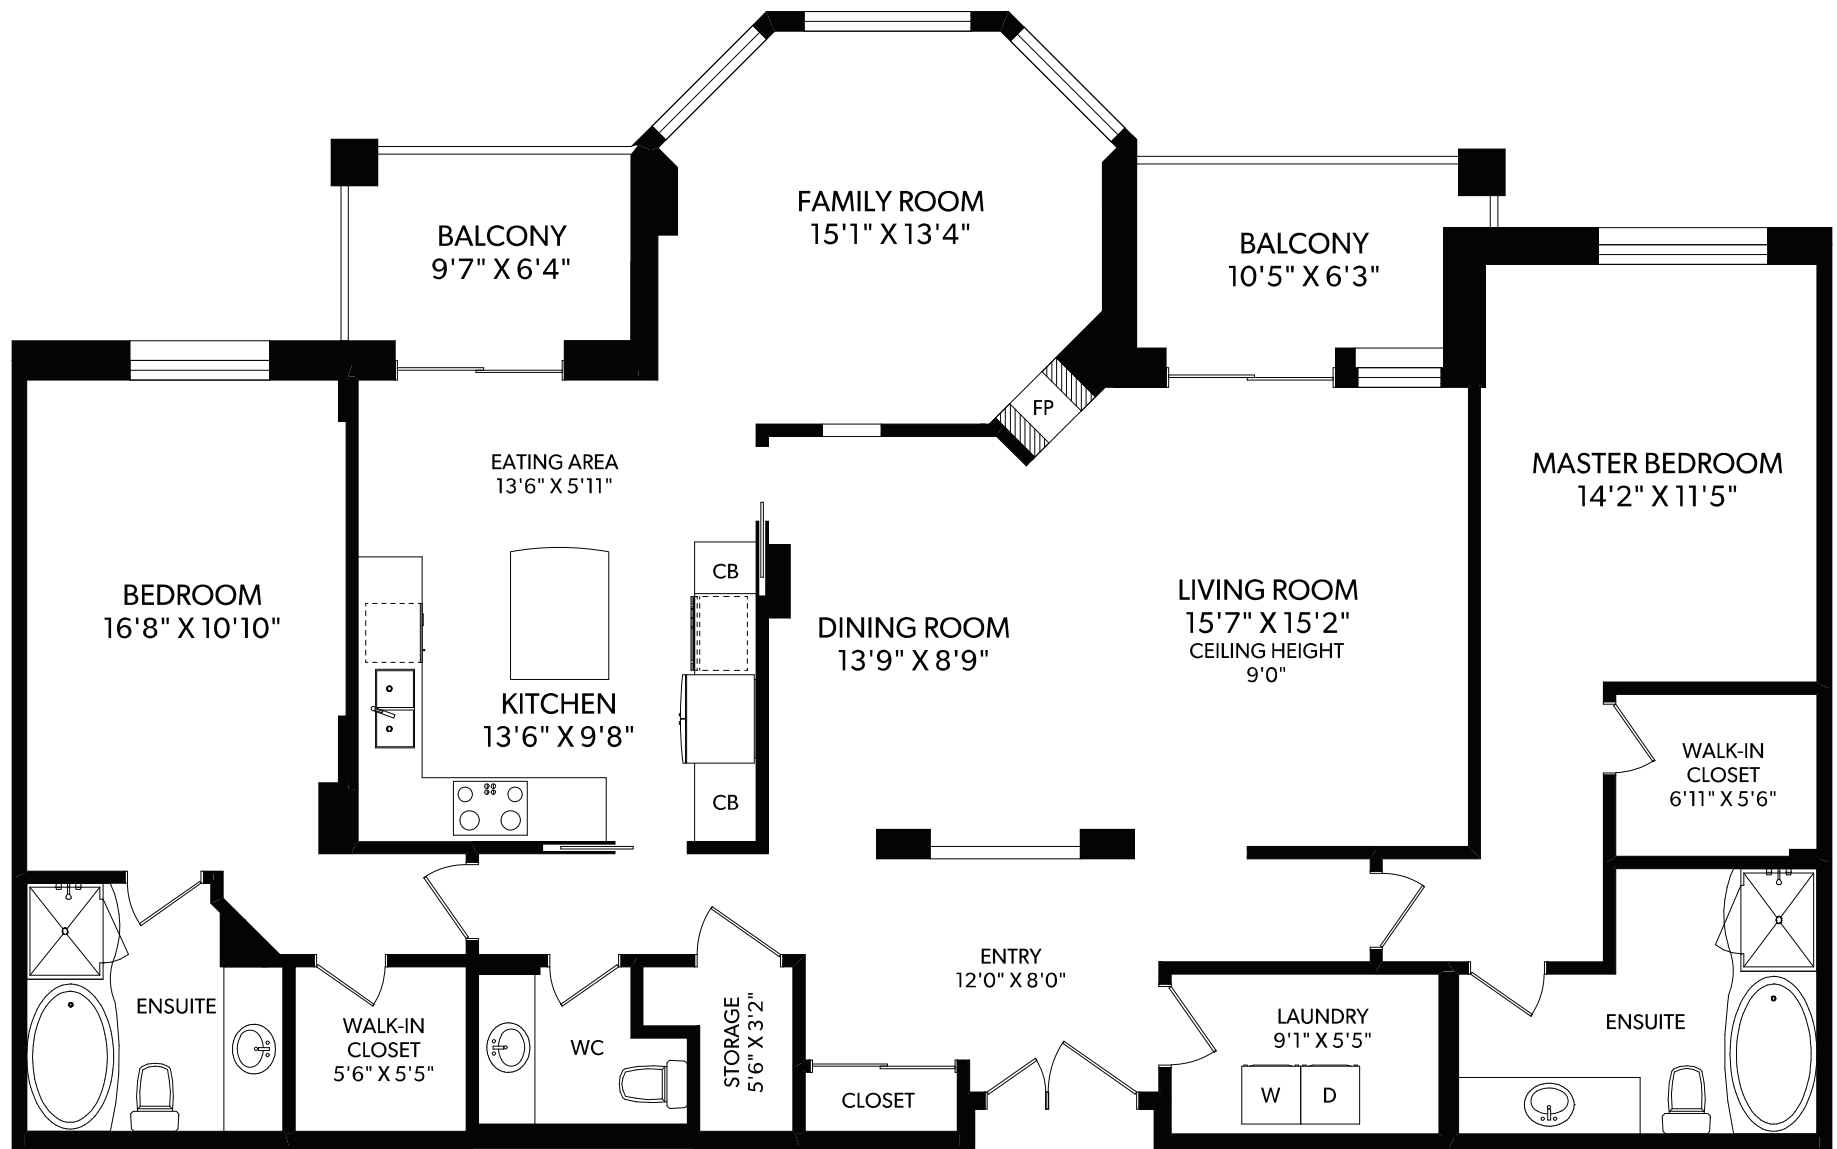 FAMILY ROOM
15'1" X 13'4"
BALCONY
9'7" X 6'4"
BALCONY
10'5" X 6'3"
FP
EATING AREA
13'6" X 5'11"
MASTER BEDROOM
14'2" X 11'5"
CB
BEDROOM
16'8" X 10'10"
LIVING ROOM
15'7" X 15'2"
CEILING HEIGHT
9'0"
DINING ROOM
13'9" X 8'9"
KITCHEN
13'6" X 9'8"
WALK-IN
CLOSET
6'11" X 5'6"
CB
ENTRY
12'0" X 8'0"
ENSUITE
WALK-IN
CLOSET
5'6" X 5'5"
WC
STORAGE
5'6" X 3'2"
LAUNDRY
9'1" X 5'5"
ENSUITE
CLOSET
W
D